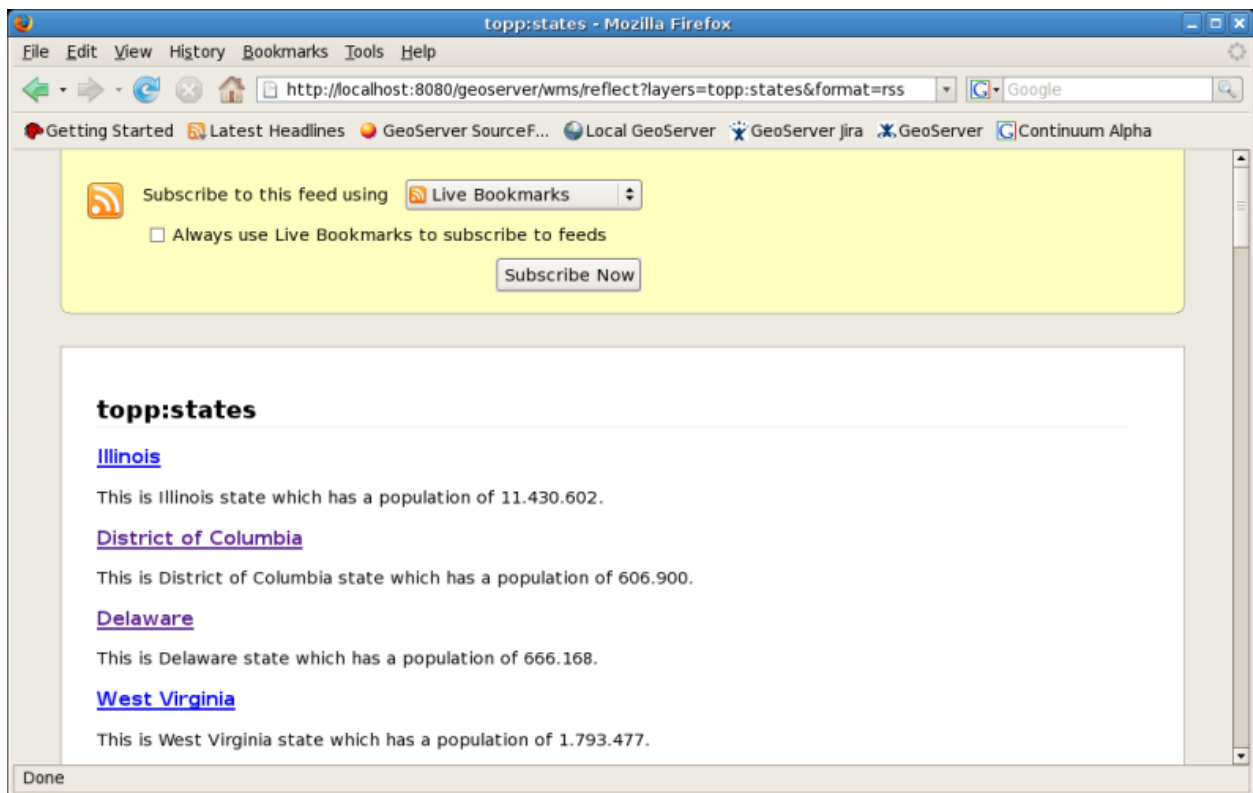 topp:states - Mozilla Firefox
File Edit View History Bookmarks Tools Help
http://localhost:8080/geoserver/wms/reflect?layers=topp:states&format=rss
Google
Getting Started Latest Headlines GeoServer SourceF... Local GeoServer GeoServer Jira GeoServer Continuum Alpha
Subscribe to this feed using Live Bookmarks
Always use Live Bookmarks to subscribe to feeds
Subscribe Now
topp:states
Illinois
This is Illinois state which has a population of 11.430.602.
District of Columbia
This is District of Columbia state which has a population of 606.900.
Delaware
This is Delaware state which has a population of 666.168.
West Virginia
This is West Virginia state which has a population of 1.793.477.
Done